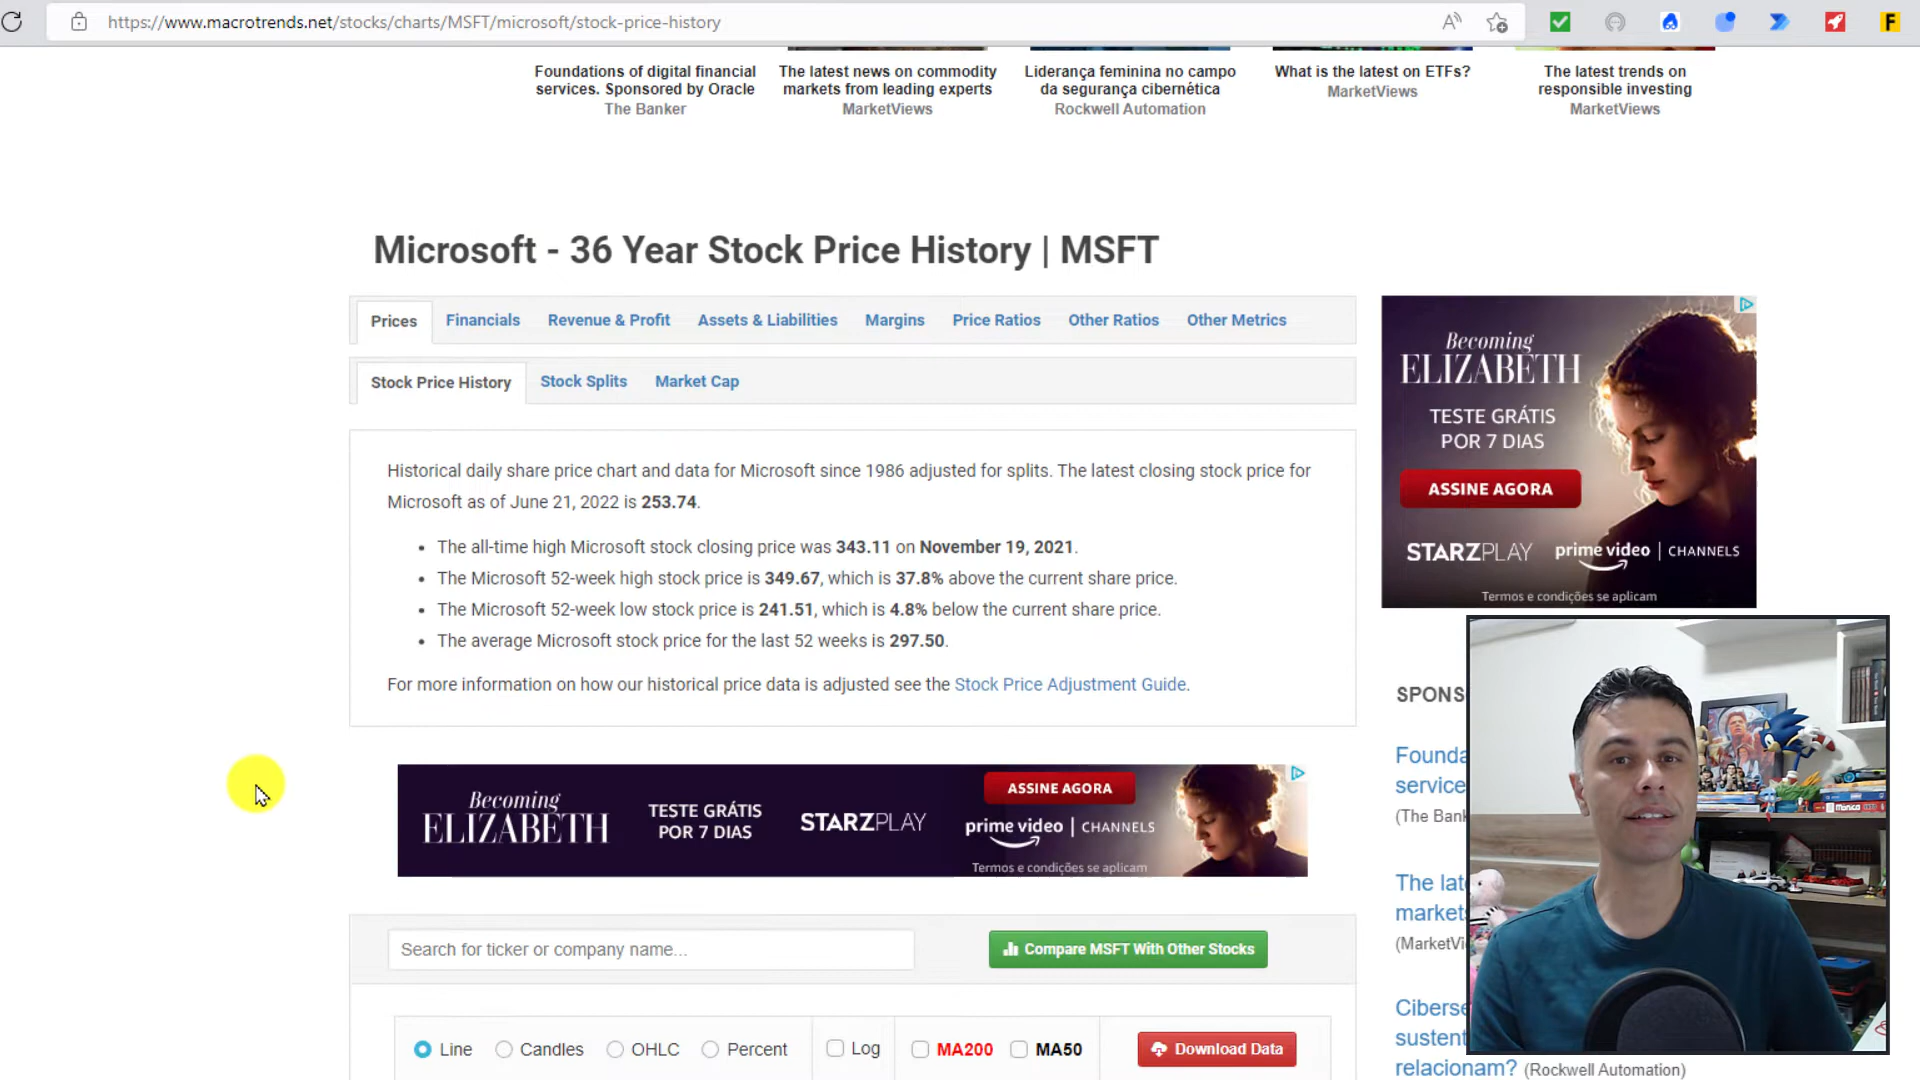 https://www.macrotrends.net/stocks/charts/MSFT/microsoft/stock-price-history
Foundations of digital financial
services. Sponsored by Oracle
The Banker
The latest news on commodity
markets from leading experts
MarketViews
Liderança feminina no campo
da segurança cibernética
Rockwell Automation
What is the latest on ETFs?
MarketViews
The latest trends on
responsible investing
MarketViews
Microsoft - 36 Year Stock Price History | MSFT
Prices Financials Revenue & Profit Assets & Liabilities Margins Price Ratios Other Ratios Other Metrics
Stock Price History Stock Splits Market Cap
Historical daily share price chart and data for Microsoft since 1986 adjusted for splits. The latest closing stock price for
Microsoft as of June 21, 2022 is 253.74.
• The all-time high Microsoft stock closing price was 343.11 on November 19, 2021.
• The Microsoft 52-week high stock price is 349.67, which is 37.8% above the current share price.
• The Microsoft 52-week low stock price is 241.51, which is 4.8% below the current share price.
• The average Microsoft stock price for the last 52 weeks is 297.50.
For more information on how our historical price data is adjusted see the Stock Price Adjustment Guide.
Becoming
ELIZABETH
TESTE GRÁTIS
POR 7 DIAS
ASSINE AGORA
STARZPLAY prime video | CHANNELS
Termos e condições se aplicam
Becoming
ELIZABETH
TESTE GRÁTIS
POR 7 DIAS
STARZPLAY
ASSINE AGORA
prime video | CHANNELS
Termos e condições se aplicam
Search for ticker or company name...
Compare MSFT With Other Stocks
Line Candles OHLC Percent Log MA200 MA50 Download Data
SPONS
Founda
service
(The Bank
The lat
market
(MarketVi
Ciberse
sustent
relacionam? (Rockwell Automation)
F